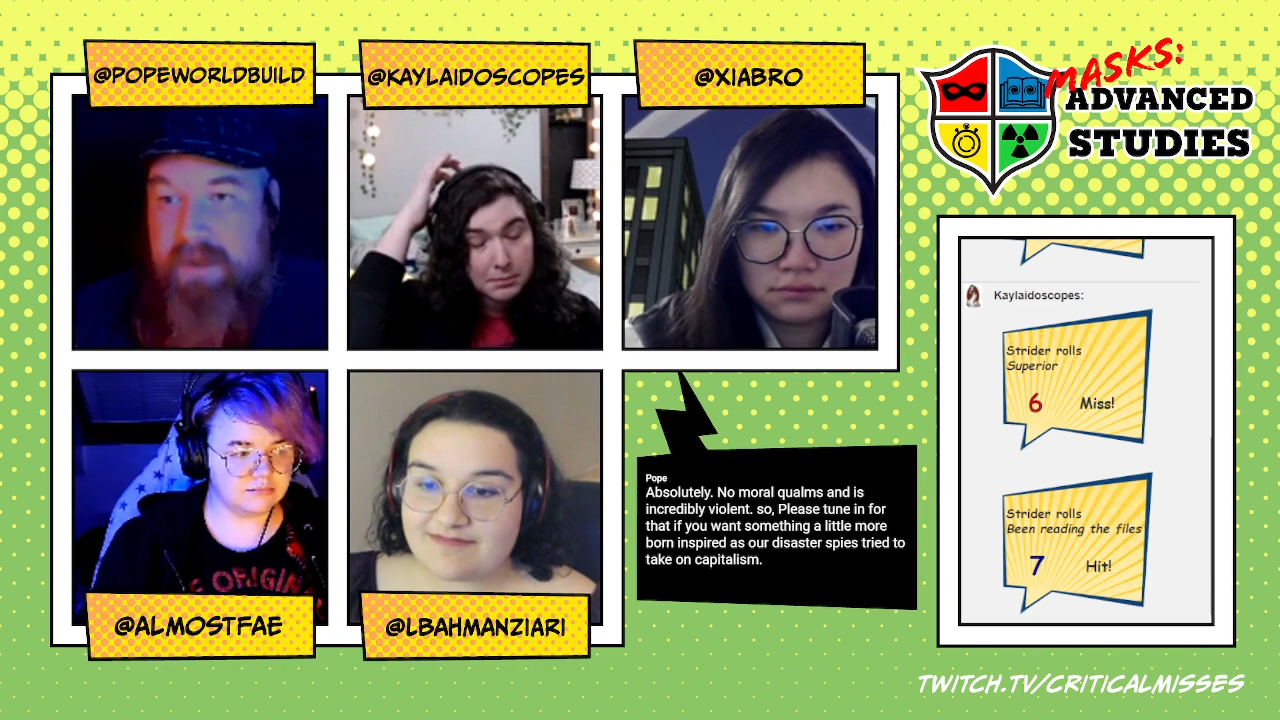 @POPEWORLDBUILD
@KAYLAIDOSCOPES
@XIABRO
MASKS:
ADVANCED
STUDIES
Kaylaidoscopes:
Strider rolls
Superior
6 Miss!
Strider rolls
Been reading the files
7 Hit!
Pope
Absolutely. No moral qualms and is
incredibly violent. so, Please tune in for
that if you want something a little more
born inspired as our disaster spies tried to
take on capitalism.
ORIGIN
@ALMOSTFAE
@LBAHMANZIARI
TWITCH.TV/CRITICALMISSES